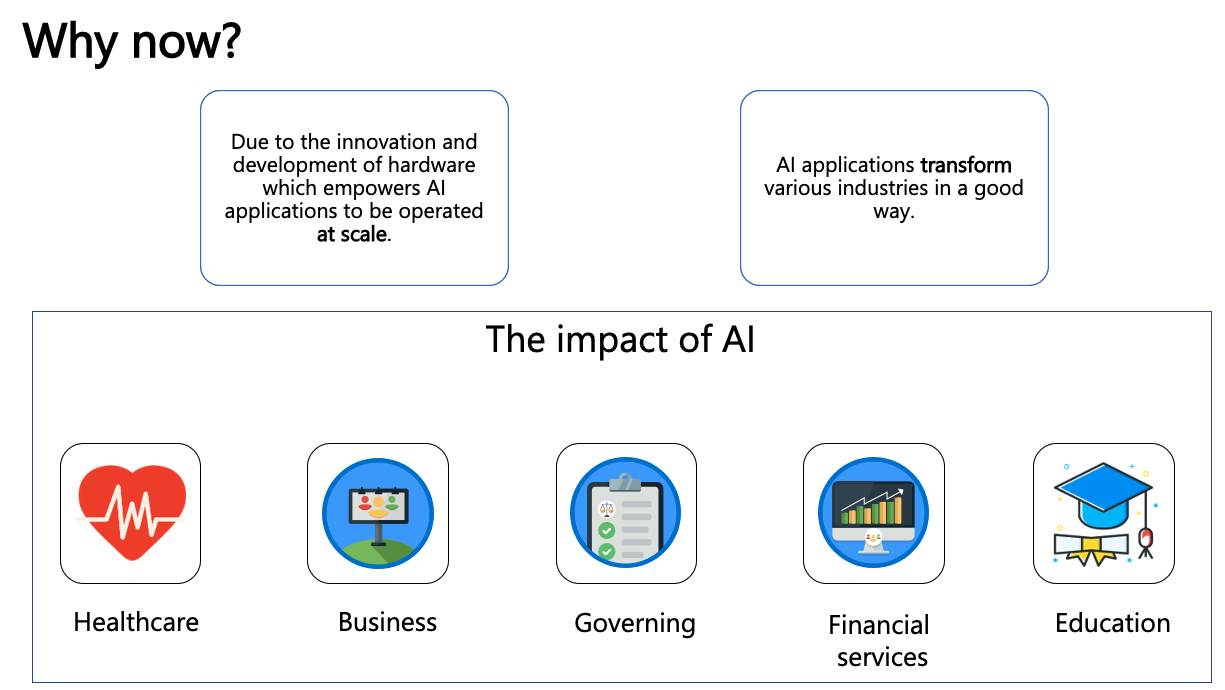 Why now?
Due to the innovation and
development of hardware
which empowers AI
applications to be operated
at scale.
AI applications transform
various industries in a good
way.
The impact of AI
Healthcare
Business
Governing
Financial
services
Education